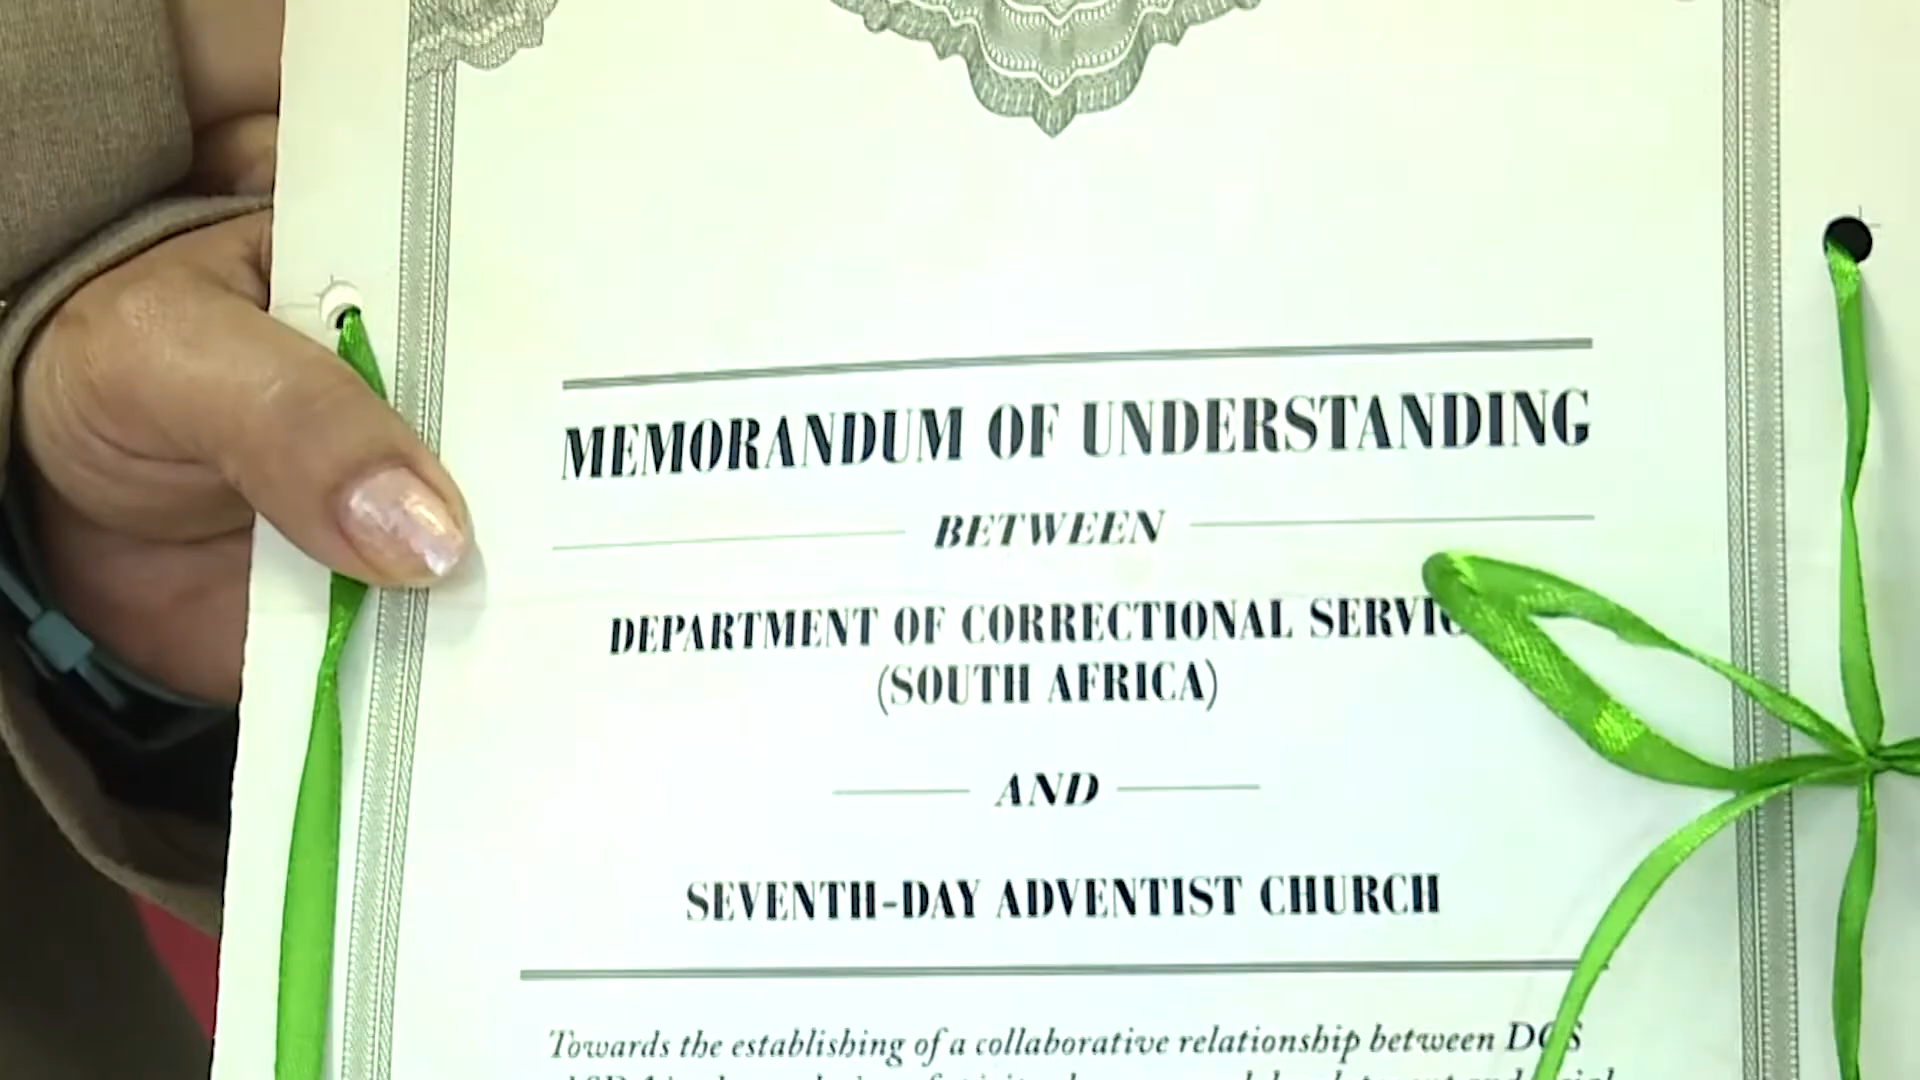 MEMORANDUM OF UNDERSTANDING
BETWEEN
DEPARTMENT OF CORRECTIONAL
(SOUTH AFRICA)
AND
SEVENTH-DAY ADVENTIST CHURCH
Towards the establishing of a collaborative relationship between DCS